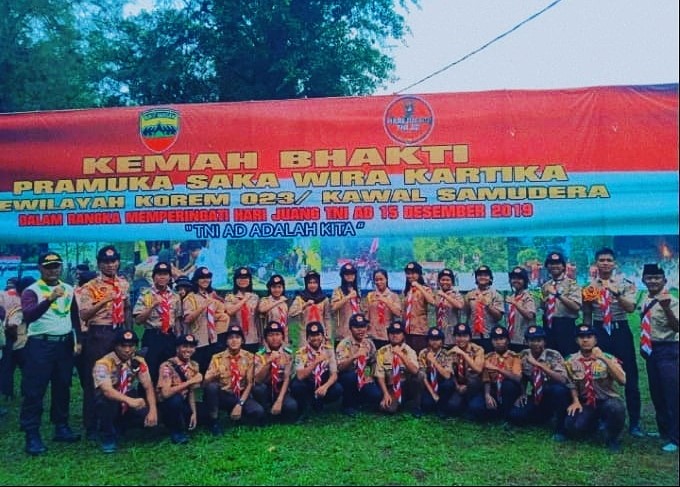 KEMAH BHAKTI
PRAMUKA SAKA WIRA KARTIKA
EWILAYAH KOREM 023/ KAWAL SAMUDERA
DALAM RANGKA MEMPERINGATI HARI JUANG TNI AD 15 DESEMBER 2019
"TNI AD ADALAH KITA"